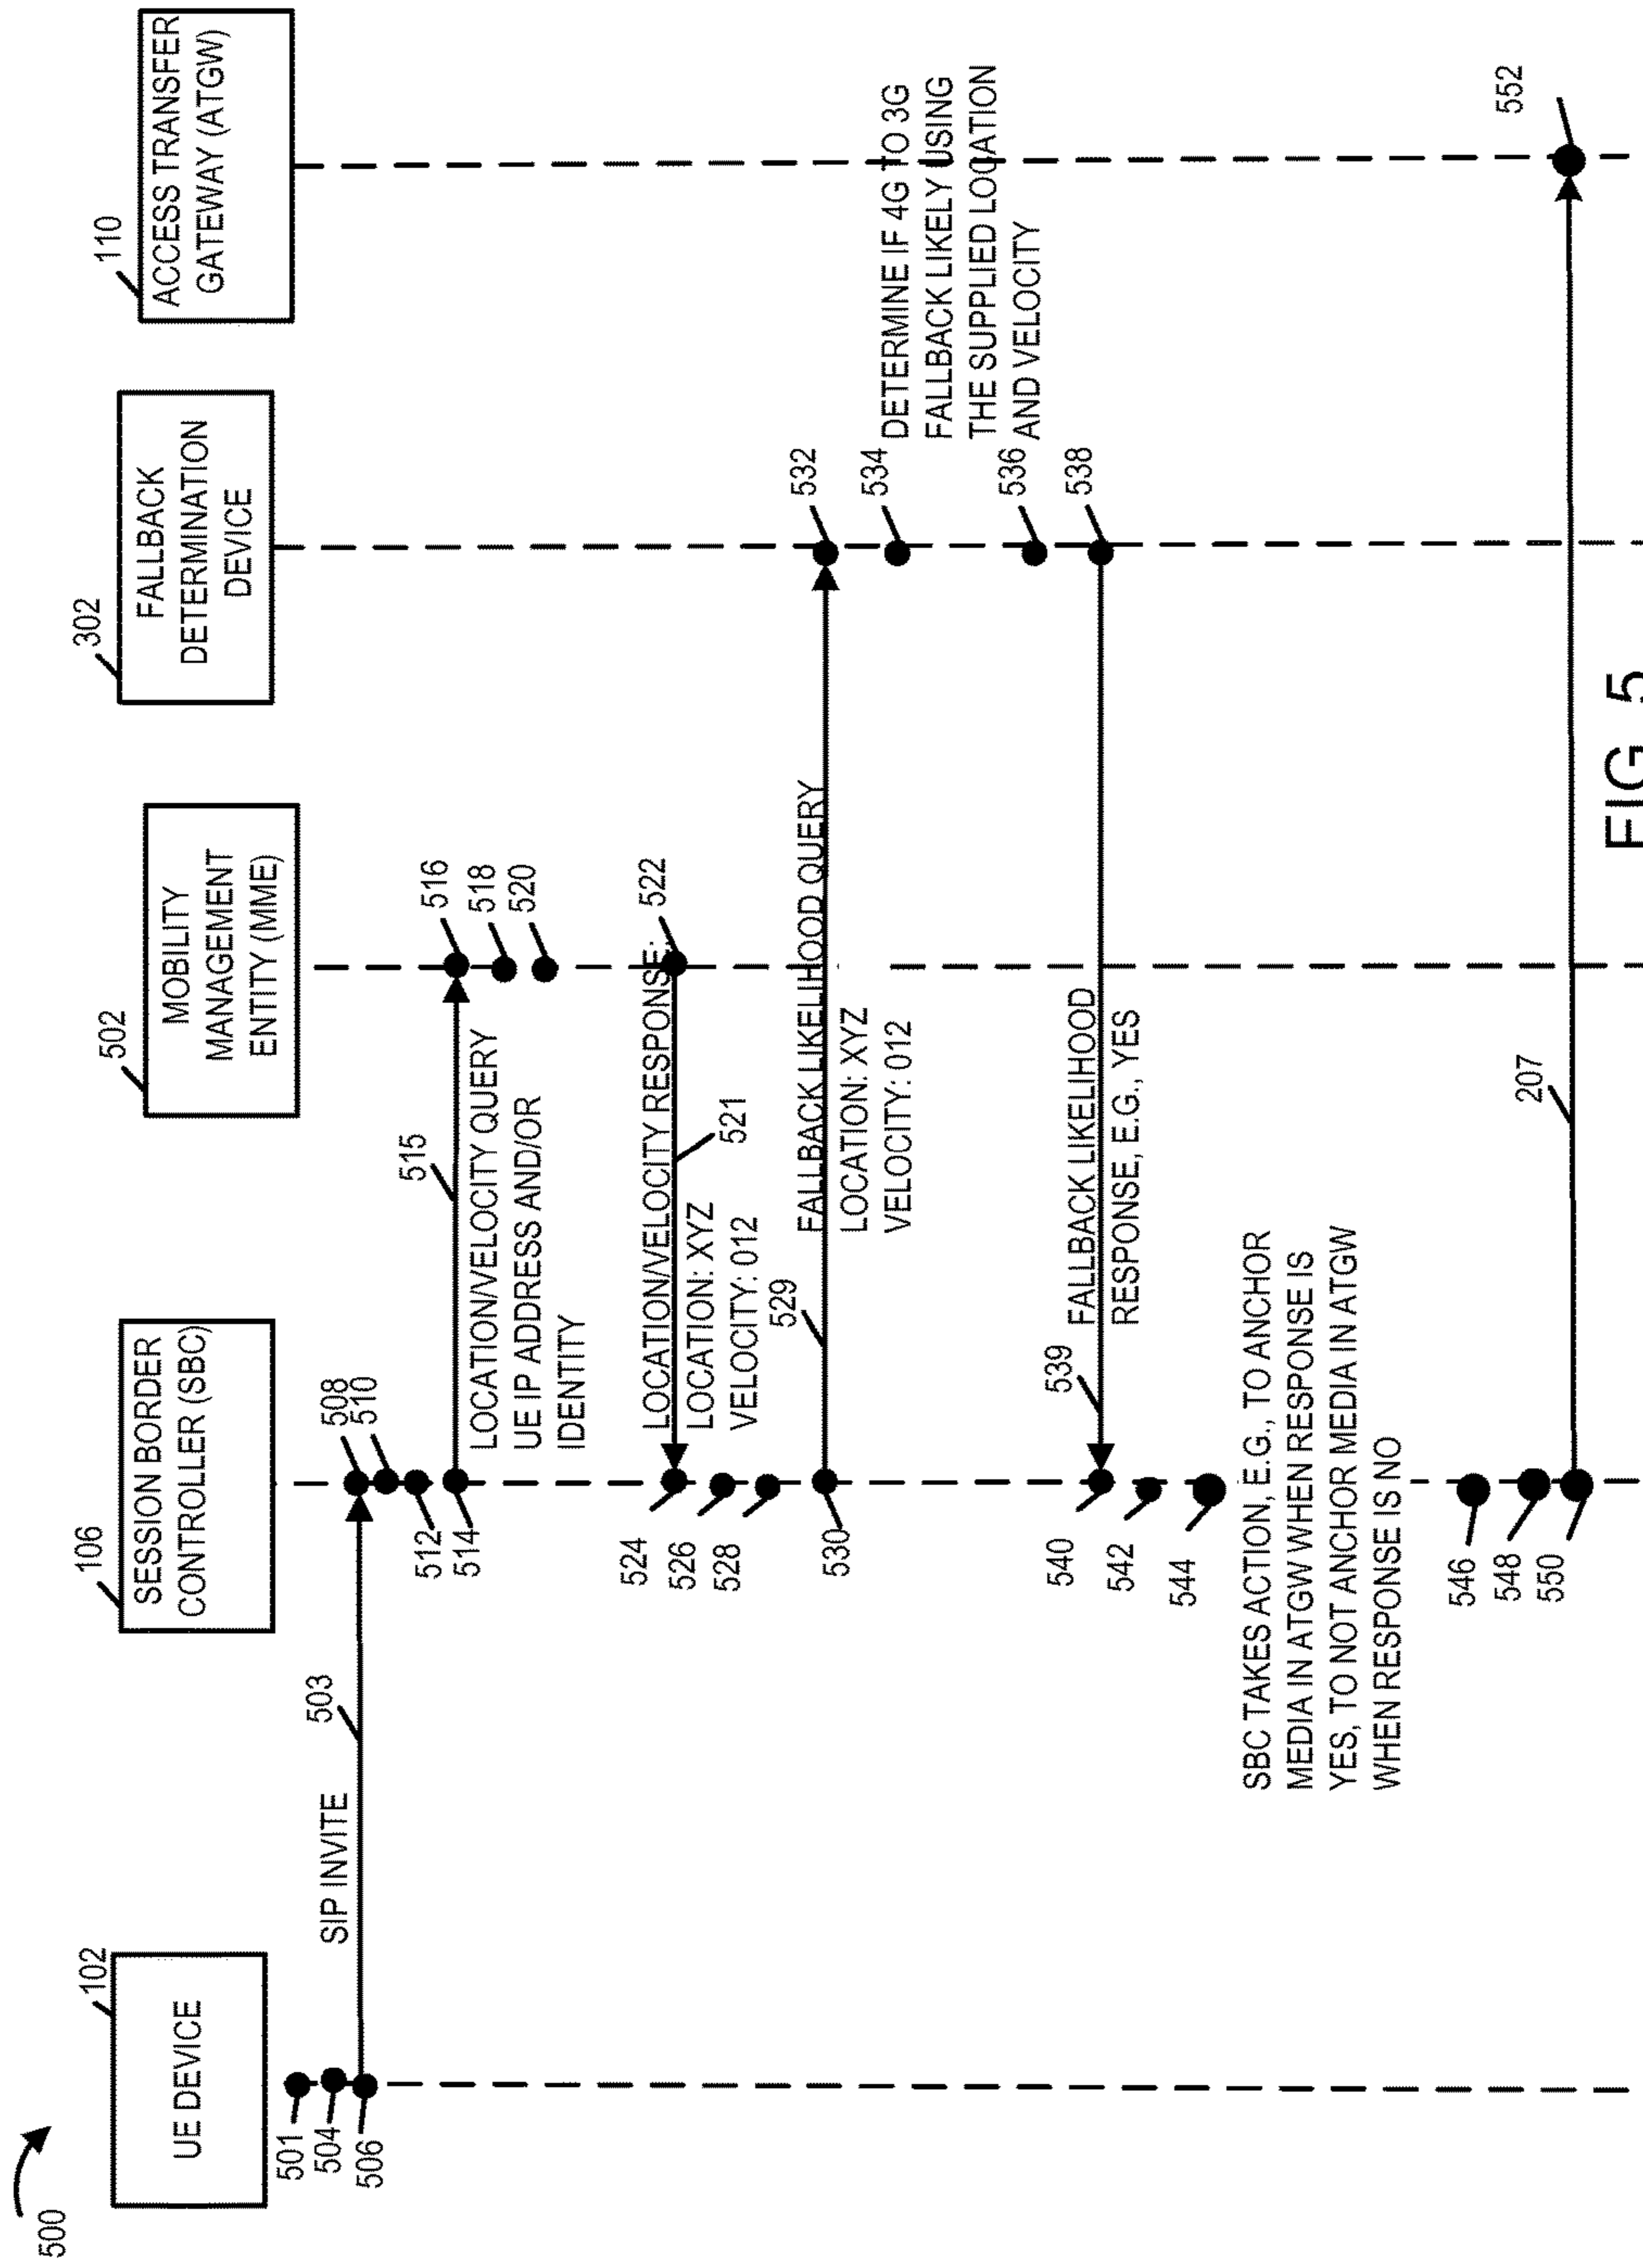 500
102
UE DEVICE
106
SESSION BORDER
CONTROLLER (SBC)
502
MOBILITY
MANAGEMENT
ENTITY (MME)
302
FALLBACK
DETERMINATION
DEVICE
110
ACCESS TRANSFER
GATEWAY (ATGW)
501
504
506
SIP INVITE
503
508
510
512
514
515
LOCATION/VELOCITY QUERY
UE IP ADDRESS AND/OR
IDENTITY
516
518
520
522
LOCATION/VELOCITY RESPONSE:
LOCATION: XYZ
VELOCITY: 012
521
524
526
528
530
529
FALLBACK LIKELIHOOD QUERY
LOCATION: XYZ
VELOCITY: 012
532
534
DETERMINE IF 4G TO 3G
FALLBACK LIKELY USING
THE SUPPLIED LOCATION
AND VELOCITY
536
538
FALLBACK LIKELIHOOD
RESPONSE, E.G., YES
539
540
542
544
SBC TAKES ACTION, E.G., TO ANCHOR
MEDIA IN ATGW WHEN RESPONSE IS
YES, TO NOT ANCHOR MEDIA IN ATGW
WHEN RESPONSE IS NO
546
548
550
207
552
FIG. 5